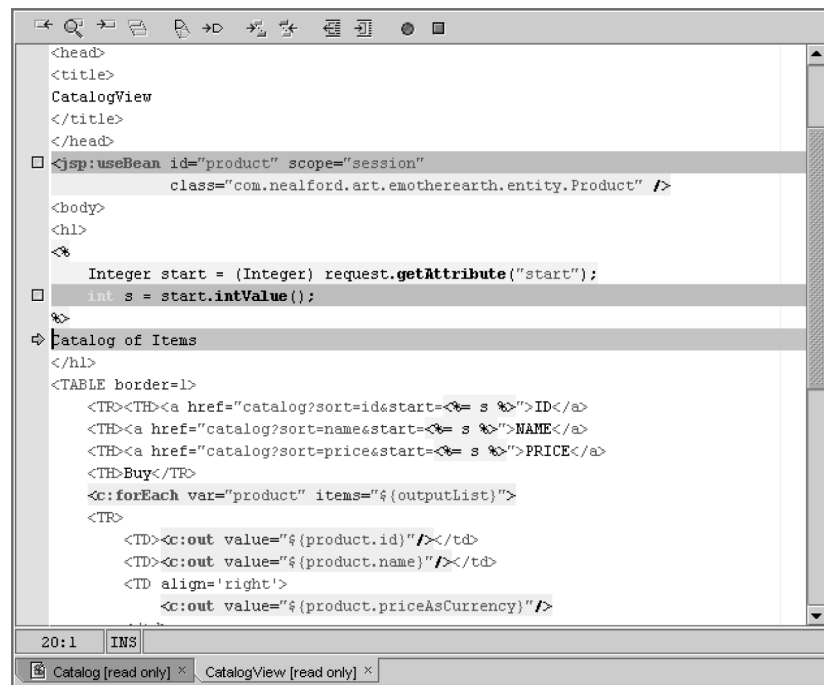 <head>
<title>
CatalogView
</title>
</head>
<jsp:useBean id="product" scope="session"
class="com.nealford.art.emotherearth.entity.Product" />
<body>
<h1>
<%
Integer start = (Integer) request.getAttribute("start");
int s = start.intValue();
%>
Catalog of Items
</h1>
<TABLE border=1>
<TR><TH><a href="catalog?sort=id&start=<%= s %>">ID</a>
<TH><a href="catalog?sort=name&start=<%= s %>">NAME</a>
<TH><a href="catalog?sort=price&start=<%= s %>">PRICE</a>
<TH>Buy</TR>
<c:forEach var="product" items="${outputList}">
<TR>
<TD><c:out value="${product.id}"/></td>
<TD><c:out value="${product.name}"/></td>
<TD align='right'>
<c:out value="${product.priceAsCurrency}"/>
20:1 INS
Catalog [read only] × CatalogView [read only] ×